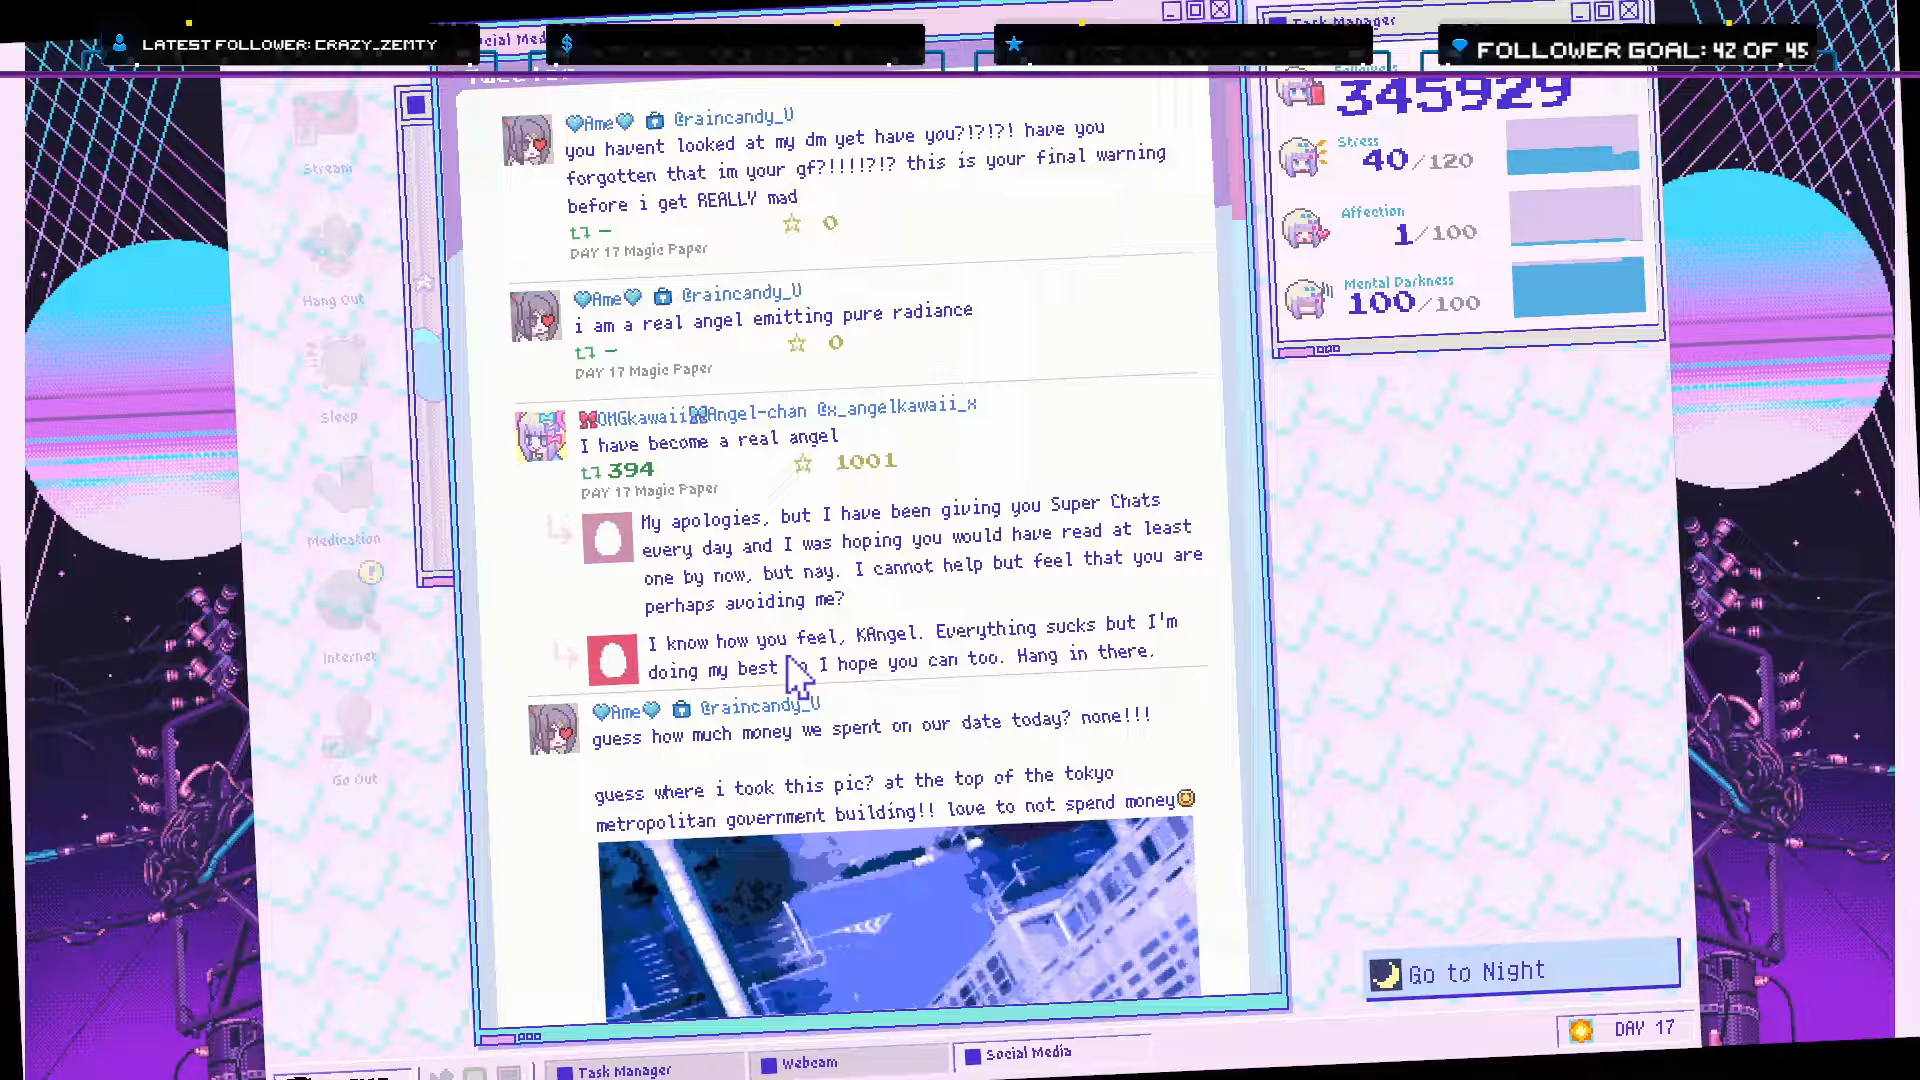 LATEST FOLLOWER: CRAZY_ZEMTY
FOLLOWER GOAL: 42 OF 45
Task Manager
Followers
345929
Stress
40/120
Affection
1/100
Mental Darkness
100/100
Stream
Hang Out
Sleep
Medication
Internet
Go Out
Ame @raincandy_U
you havent looked at my dm yet have you?!?!?! have you
forgotten that im your gf?!!!!?!? this is your final warning
before i get REALLY mad
0
DAY 17 Magic Paper
Ame @raincandy_U
i am a real angel emitting pure radiance
0
DAY 17 Magic Paper
OMGkawaiiAngel-chan @x_angelkawaii_x
I have become a real angel
394 1001
DAY 17 Magic Paper
My apologies, but I have been giving you Super Chats
every day and I was hoping you would have read at least
one by now, but nay. I cannot help but feel that you are
perhaps avoiding me?
I know how you feel, KAngel. Everything sucks but I'm
doing my best I hope you can too. Hang in there.
Ame @raincandy_U
guess how much money we spent on our date today? none!!!
guess where i took this pic? at the top of the tokyo
metropolitan government building!! love to not spend money
Go to Night
DAY 17
Task Manager
Webcam
Social Media